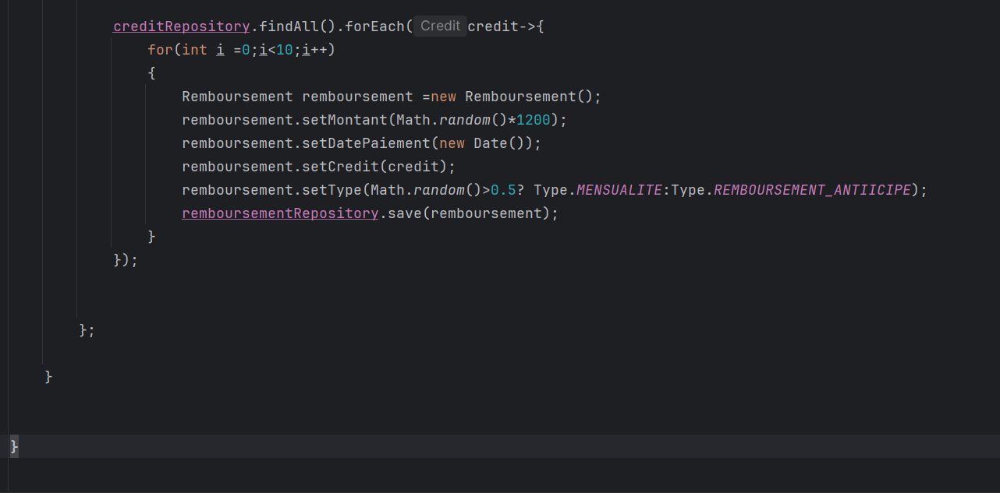 creditRepository.findAll().forEach( Credit credit->{
for(int i =0;i<10;i++)
{
Remboursement remboursement =new Remboursement();
remboursement.setMontant(Math.random()*1200);
remboursement.setDatePaiement(new Date());
remboursement.setCredit(credit);
remboursement.setType(Math.random()>0.5? Type.MENSUALITE:Type.REMBOURSEMENT_ANTIICIPE);
remboursementRepository.save(remboursement);
}
});
};
}
}